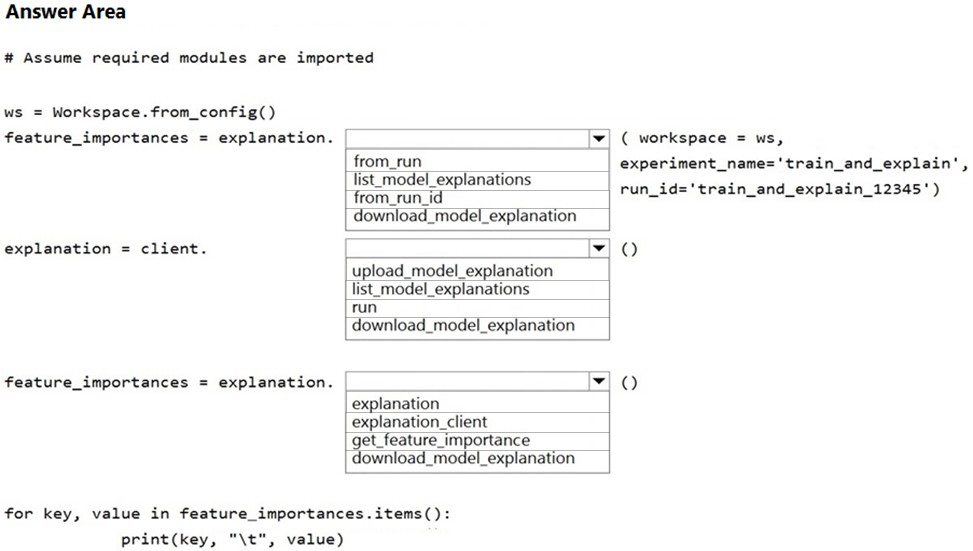 Answer Area
# Assume required modules are imported
ws = Workspace.from_config()
feature_importances = explanation. ( workspace = ws,
from_run experiment_name='train_and_explain',
list_model_explanations
from_run_id run_id='train_and_explain_12345')
download_model_explanation
explanation = client. ()
upload_model_explanation
list_model_explanations
run
download_model_explanation
feature_importances = explanation. ()
explanation
explanation_client
get_feature_importance
download_model_explanation
for key, value in feature_importances.items():
print(key, "\t", value)